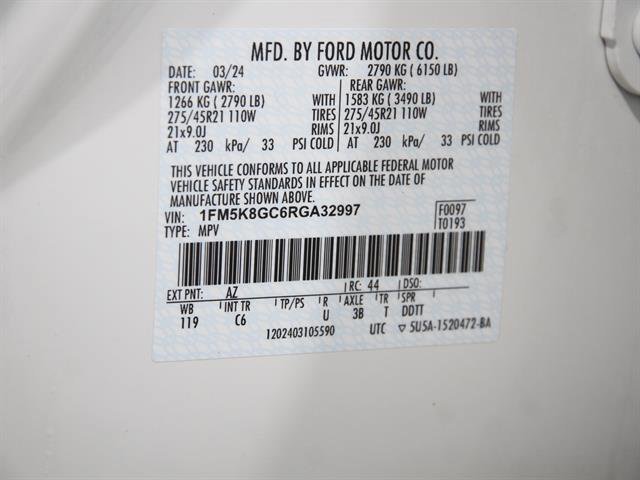 MFD. BY FORD MOTOR CO.
DATE: 03/24 GVWR: 2790 KG ( 6150 LB)
FRONT GAWR: REAR GAWR:
1266 KG ( 2790 LB) WITH 1583 KG ( 3490 LB) WITH
275/45R21 110W TIRES 275/45R21 110W TIRES
21x9.0J RIMS 21x9.0J RIMS
AT 230 kPa/ 33 PSI COLD AT 230 kPa/ 33 PSI COLD
THIS VEHICLE CONFORMS TO ALL APPLICABLE FEDERAL MOTOR
VEHICLE SAFETY STANDARDS IN EFFECT ON THE DATE OF
MANUFACTURE SHOWN ABOVE.
VIN: 1FM5K8GC6RGA32997 F0097
TYPE: MPV T0193
EXT PNT: AZ RC: 44 DSO:
WB INT TR TP/PS R AXLE TR SPR
119 C6 U 3B T DDTT
1202403105590 UTC ▽ 5U5A-1520472-BA